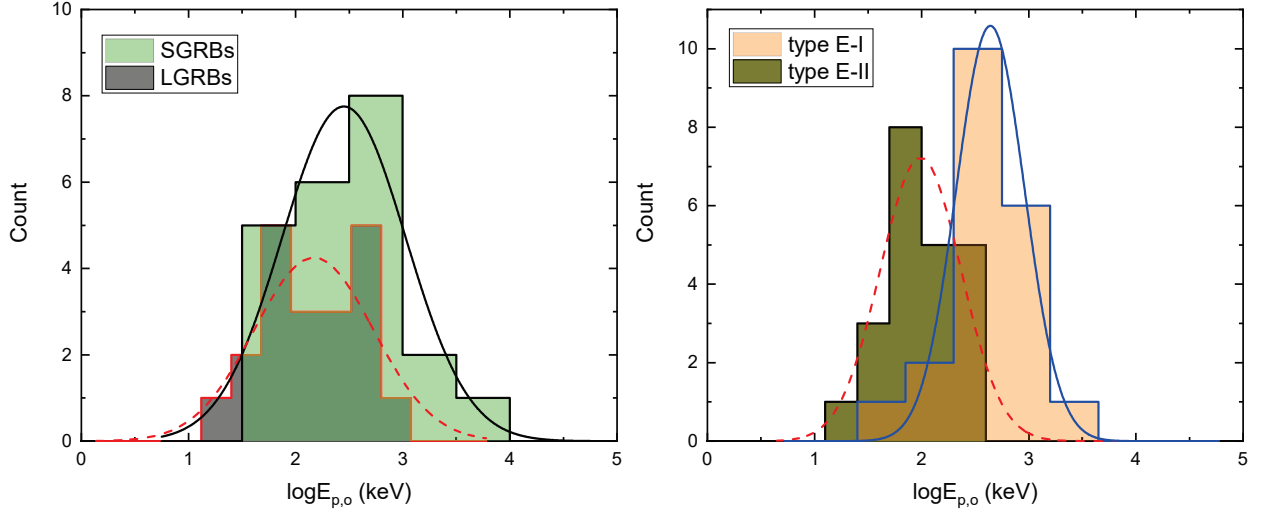 10
8
6
4
2
0
Count
SGRBs
LGRBs
0 1 2 3 4 5
logE_p,o (keV)
10
8
6
4
2
0
Count
type E-I
type E-II
0 1 2 3 4 5
logE_p,o (keV)